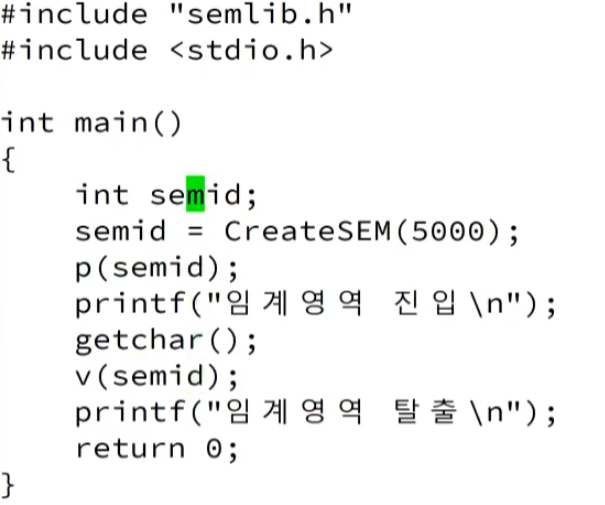 #include "semlib.h"
#include <stdio.h>
int main()
{
int semid;
semid = CreateSEM(5000);
p(semid);
printf("임계영역 진입\n");
getchar();
v(semid);
printf("임계영역 탈출\n");
return 0;
}